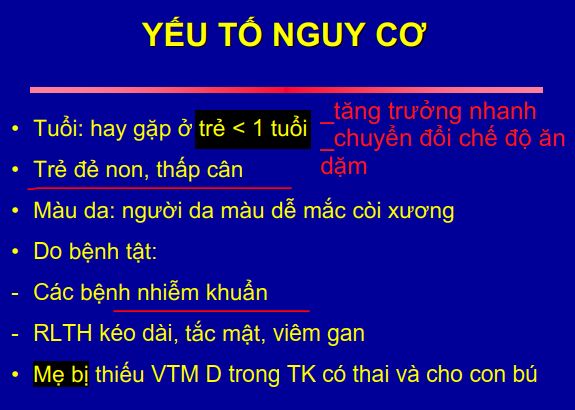 YẾU TỐ NGUY CƠ
• Tuổi: hay gặp ở trẻ < 1 tuổi
_tăng trưởng nhanh
_chuyển đổi chế độ ăn
dặm
• Trẻ đẻ non, thấp cân
• Màu da: người da màu dễ mắc còi xương
• Do bệnh tật:
- Các bệnh nhiễm khuẩn
- RLTH kéo dài, tắc mật, viêm gan
• Mẹ bị thiếu VTM D trong TK có thai và cho con bú